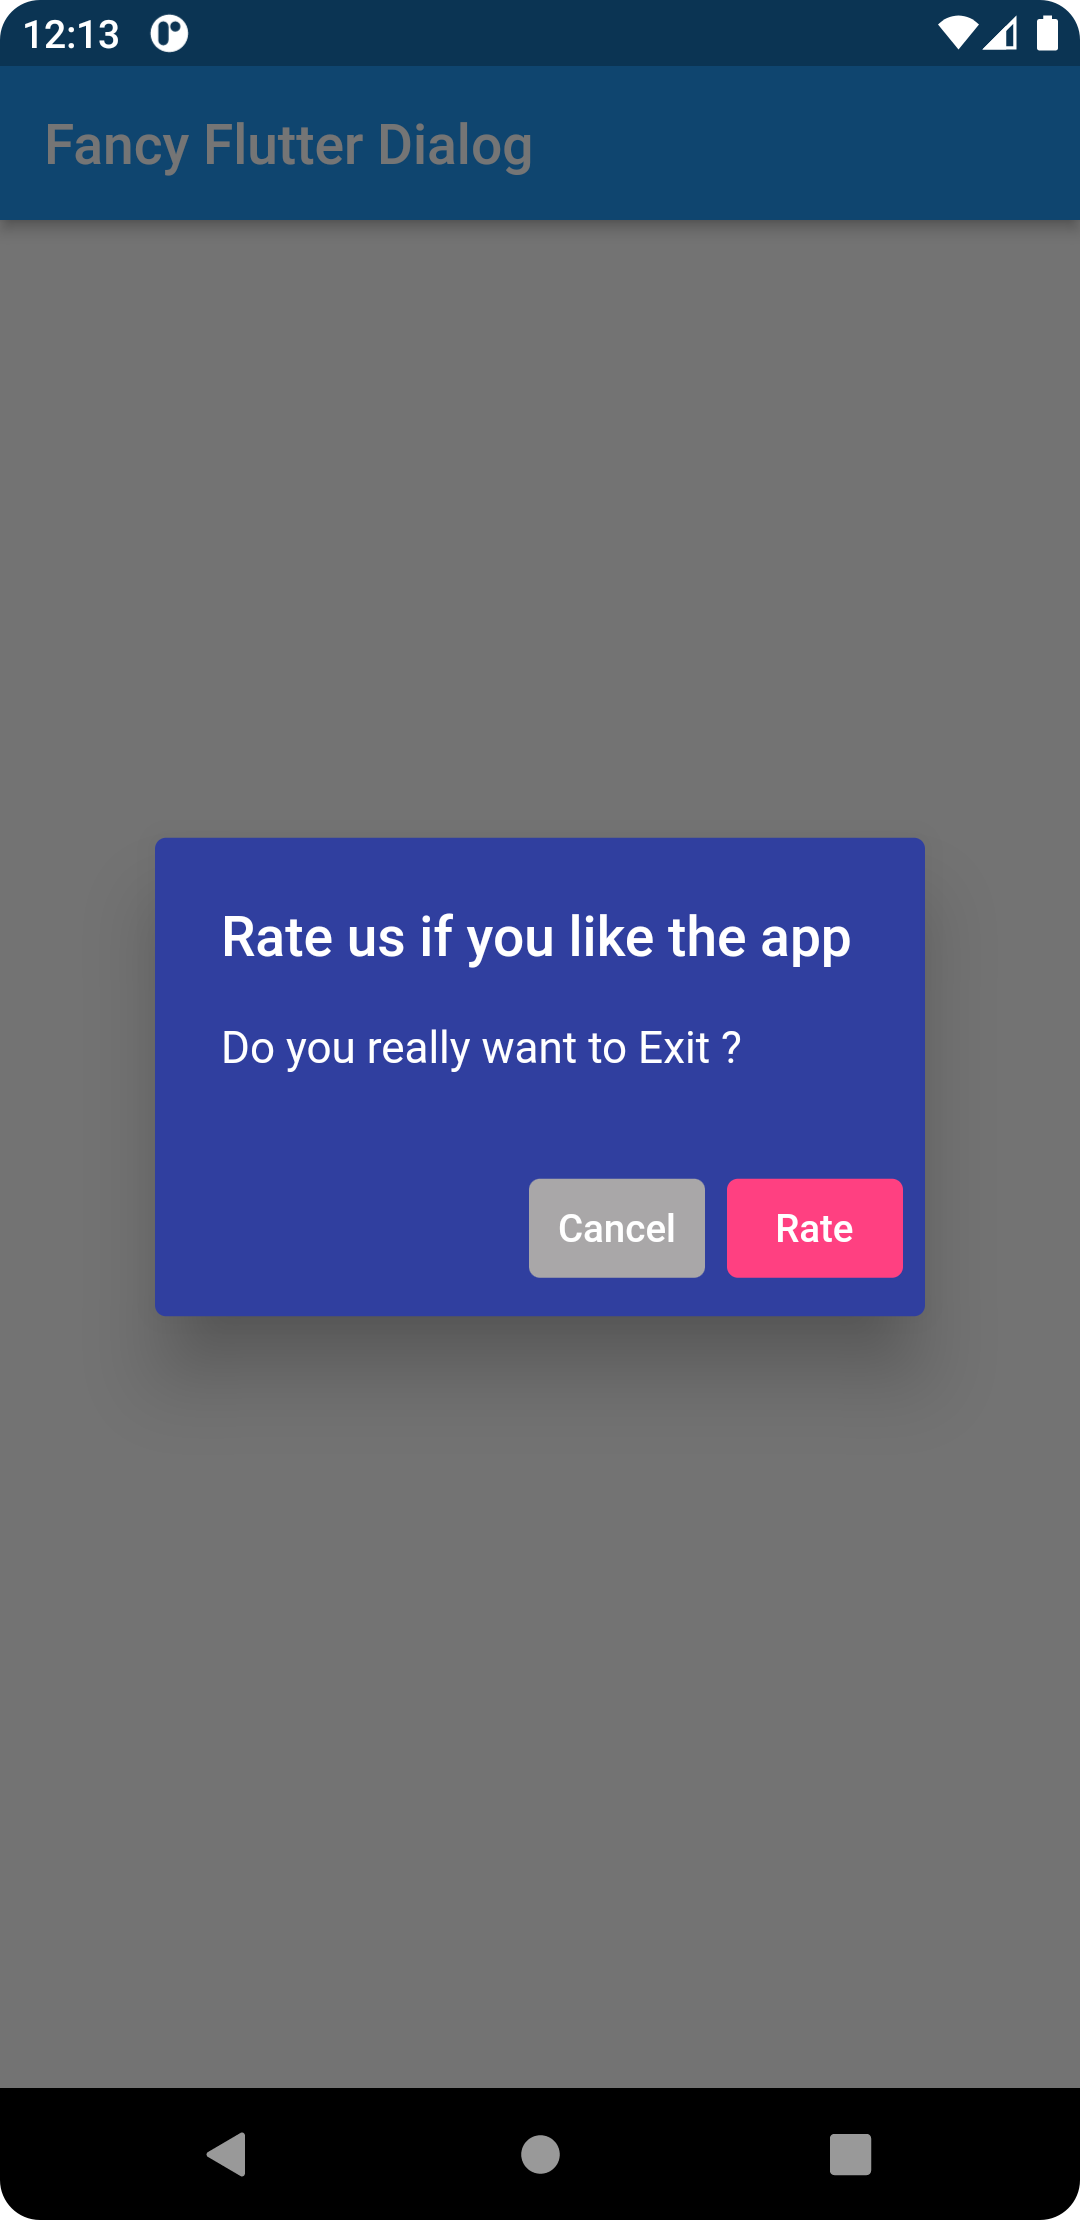 12:13
Fancy Flutter Dialog
Rate us if you like the app
Do you really want to Exit ?
Cancel Rate